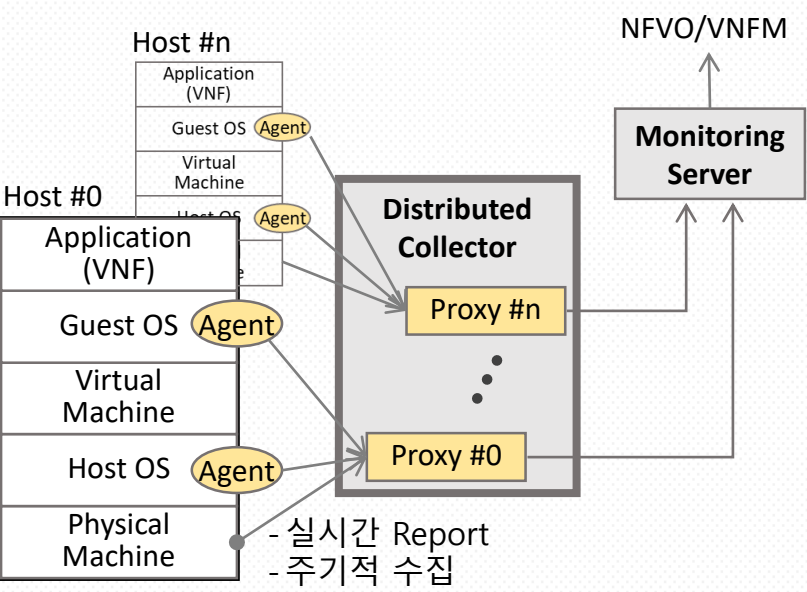 Host #n
Application
(VNF)
Guest OS
Agent
Virtual
Machine
Host OS
Agent
Host #0
Application
(VNF)
Guest OS
Agent
Virtual
Machine
Host OS
Agent
Physical
Machine
Distributed
Collector
Proxy #n
Proxy #0
- 실시간 Report
- 주기적 수집
NFVO/VNFM
Monitoring
Server